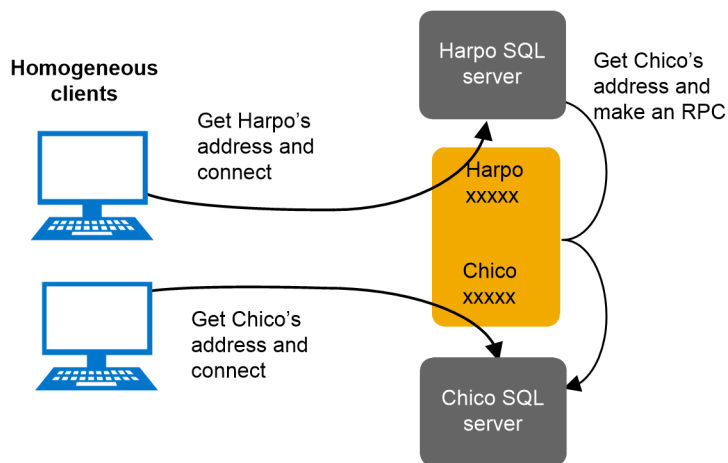 Homogeneous
clients
Get Harpo's
address and
connect
Get Chico's
address and
connect
Harpo SQL
server
Harpo
xxxxx
Chico
xxxxx
Chico SQL
server
Get Chico's
address and
make an RPC